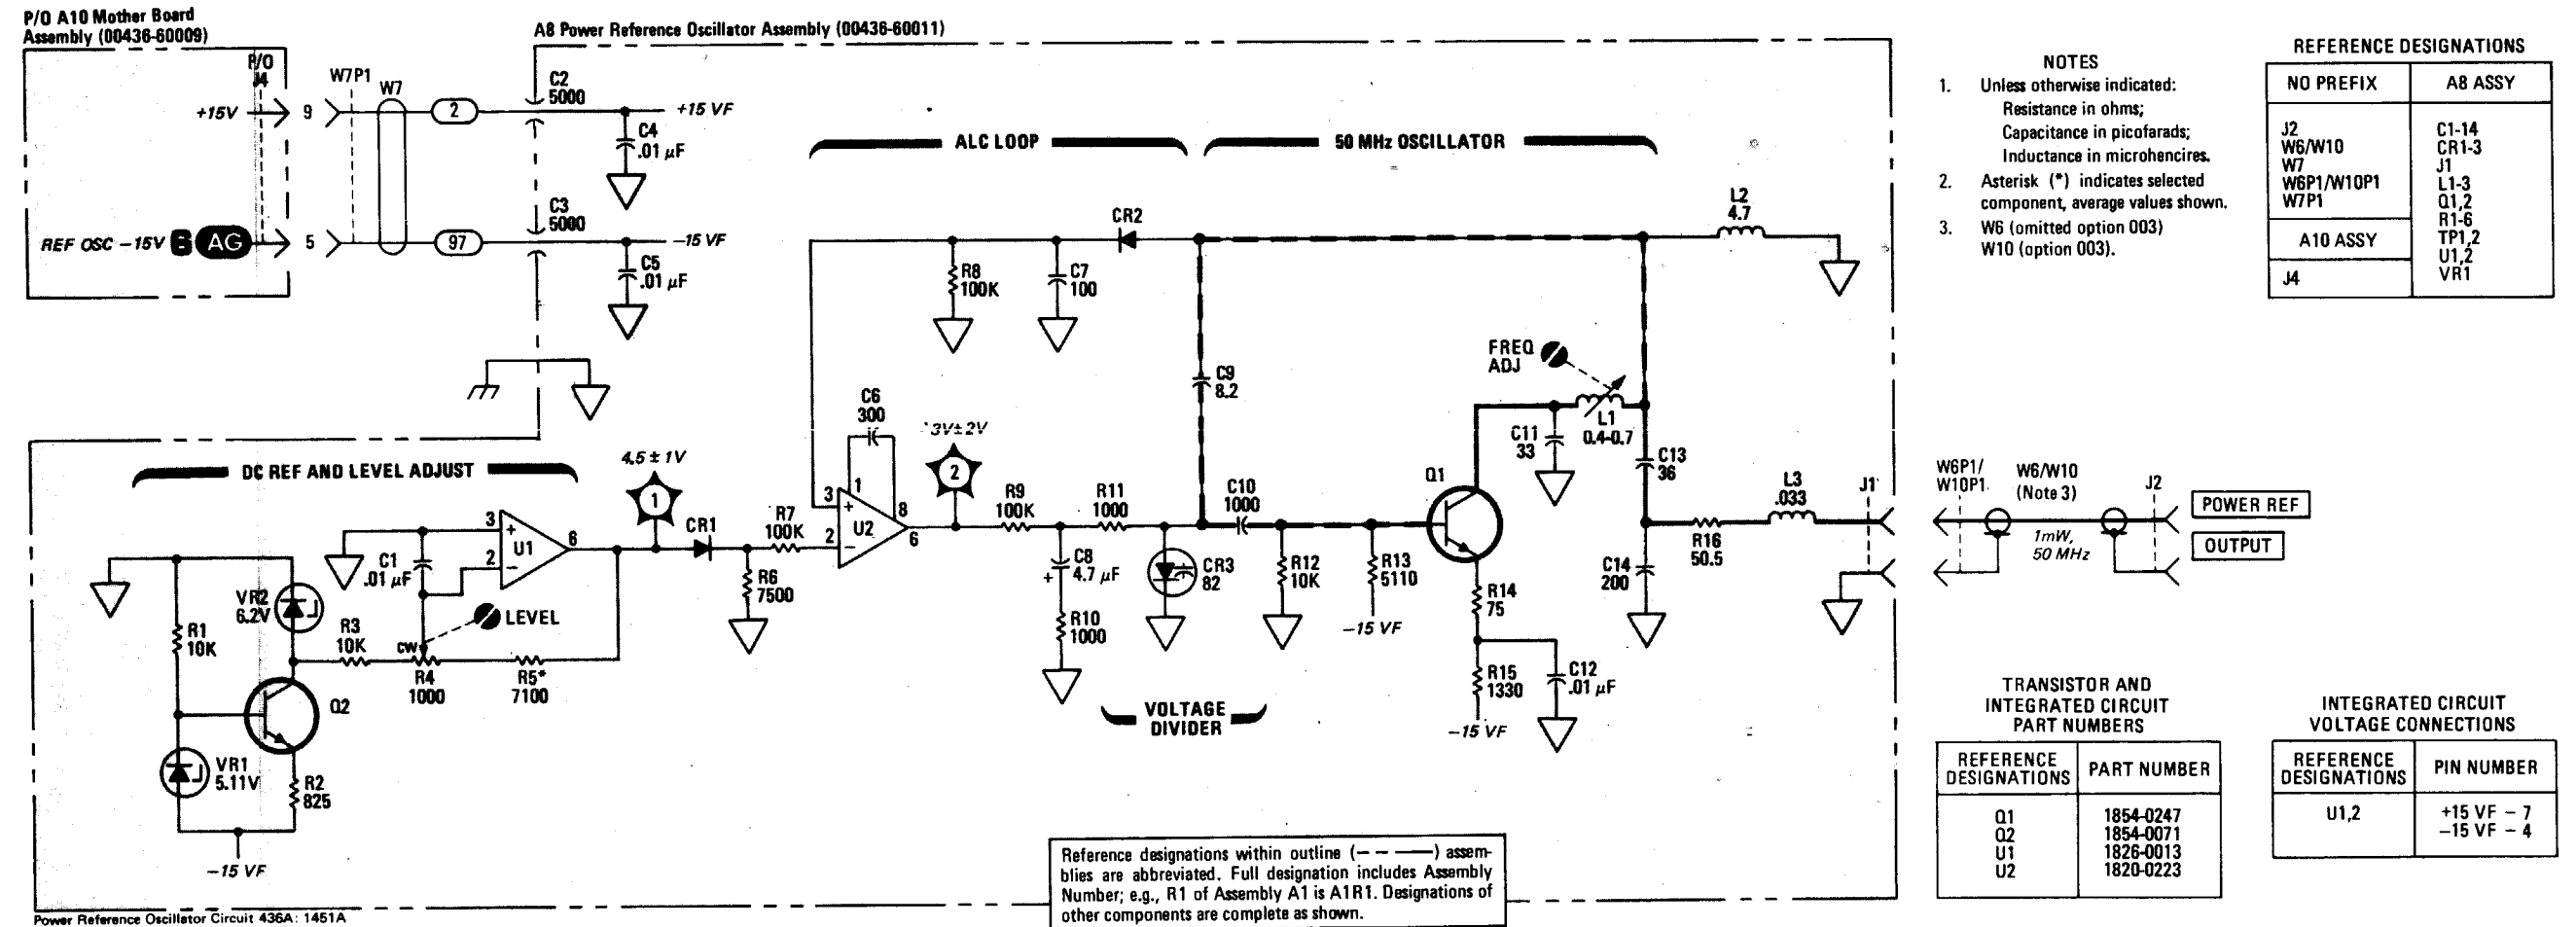 P/O A10 Mother Board
Assembly (00436-60009)
A8 Power Reference Oscillator Assembly (00436-60011)
P/O
J4
W7P1
W7
+15V
9
2
C2
5000
+15 VF
C4
.01 µF
REF OSC -15V
AG
5
97
C3
5000
-15 VF
C5
.01 µF
ALC LOOP
50 MHz OSCILLATOR
L2
4.7
CR2
R8
100K
C7
100
C9
8.2
FREQ
ADJ
L1
0.4-0.7
C11
33
C13
36
C6
300
3V±2V
2
DC REF AND LEVEL ADJUST
4.5 ± 1V
1
3
+
2
-
U1
6
C1
.01 µF
VR2
6.2V
LEVEL
R1
10K
R3
10K
CW
R4
1000
R5*
7100
Q2
VR1
5.11V
R2
825
-15 VF
CR1
R7
100K
R6
7500
3
+
1
8
U2
2
-
6
R9
100K
R11
1000
C8
+ 4.7 µF
R10
1000
CR3
82
C10
1000
R12
10K
R13
5110
-15 VF
Q1
R14
75
R15
1330
C12
.01 µF
-15 VF
C14
200
R16
50.5
L3
.033
J1
VOLTAGE
DIVIDER
W6P1/
W10P1
W6/W10
(Note 3)
J2
1mW,
50 MHz
POWER REF
OUTPUT
NOTES
1. Unless otherwise indicated:
Resistance in ohms;
Capacitance in picofarads;
Inductance in microhencires.
2. Asterisk (*) indicates selected
component, average values shown.
3. W6 (omitted option 003)
W10 (option 003).
REFERENCE DESIGNATIONS
NO PREFIX
A8 ASSY
J2
W6/W10
W7
W6P1/W10P1
W7P1
A10 ASSY
J4
C1-14
CR1-3
J1
L1-3
Q1,2
R1-6
TP1,2
U1,2
VR1
TRANSISTOR AND
INTEGRATED CIRCUIT
PART NUMBERS
REFERENCE DESIGNATIONS
PART NUMBER
Q1 1854-0247
Q2 1854-0071
U1 1826-0013
U2 1820-0223
INTEGRATED CIRCUIT
VOLTAGE CONNECTIONS
REFERENCE DESIGNATIONS
PIN NUMBER
U1,2 +15 VF - 7
-15 VF - 4
Reference designations within outline (-- ——) assem-
blies are abbreviated. Full designation includes Assembly
Number; e.g., R1 of Assembly A1 is A1R1. Designations of
other components are complete as shown.
Power Reference Oscillator Circuit 436A: 1451A